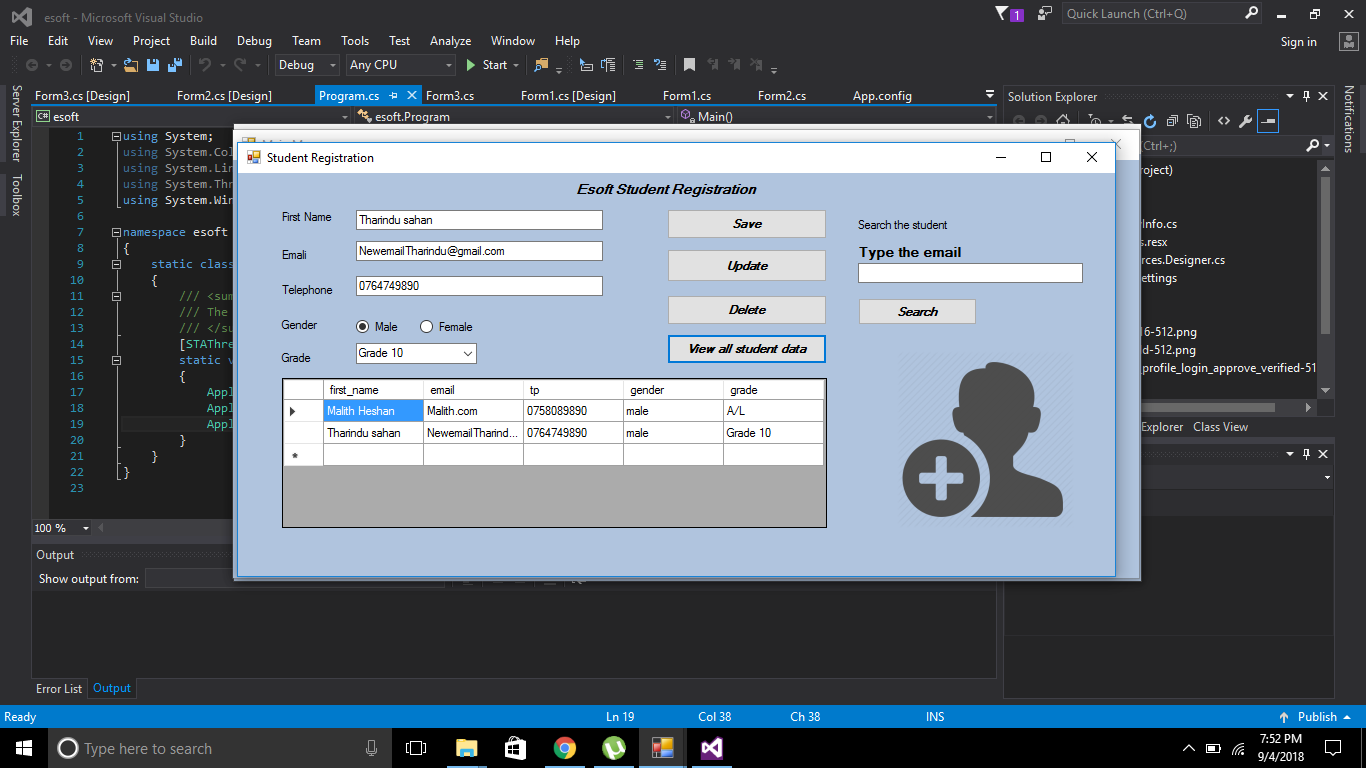 esoft - Microsoft Visual Studio
1
Quick Launch (Ctrl+Q)
File Edit View Project Build Debug Team Tools Test Analyze Window Help
Sign in
Debug Any CPU Start
Server Explorer
Toolbox
Form3.cs [Design] Form2.cs [Design] Program.cs Form3.cs Form1.cs [Design] Form1.cs Form2.cs App.config
C# esoft esoft.Program Main()
1 using System;
2 using System.Col
3 using System.Lin
4 using System.Thr
5 using System.Win
6
7 namespace esoft
8 {
9 static class
10 {
11 /// <sum
12 /// The
13 /// </su
14 [STAThre
15 static v
16 {
17 Appl
18 Appl
19 Appl
20 }
21 }
22 }
23
100 %
Student Registration
Esoft Student Registration
First Name Tharindu sahan
Emali NewemailTharindu@gmail.com
Telephone 0764749890
Gender Male Female
Grade Grade 10
Save
Update
Delete
View all student data
Search the student
Type the email
Search
first_name email tp gender grade
Malith Heshan Malith.com 0758089890 male A/L
Tharindu sahan NewemailTharind... 0764749890 male Grade 10
*
Solution Explorer
Notifications
Ctrl+;)
oject)
Info.cs
s.resx
rces.Designer.cs
ettings
6-512.png
d-512.png
_profile_login_approve_verified-51
Explorer Class View
Output
Show output from:
Error List Output
Ready Ln 19 Col 38 Ch 38 INS Publish
Type here to search
7:52 PM
9/4/2018